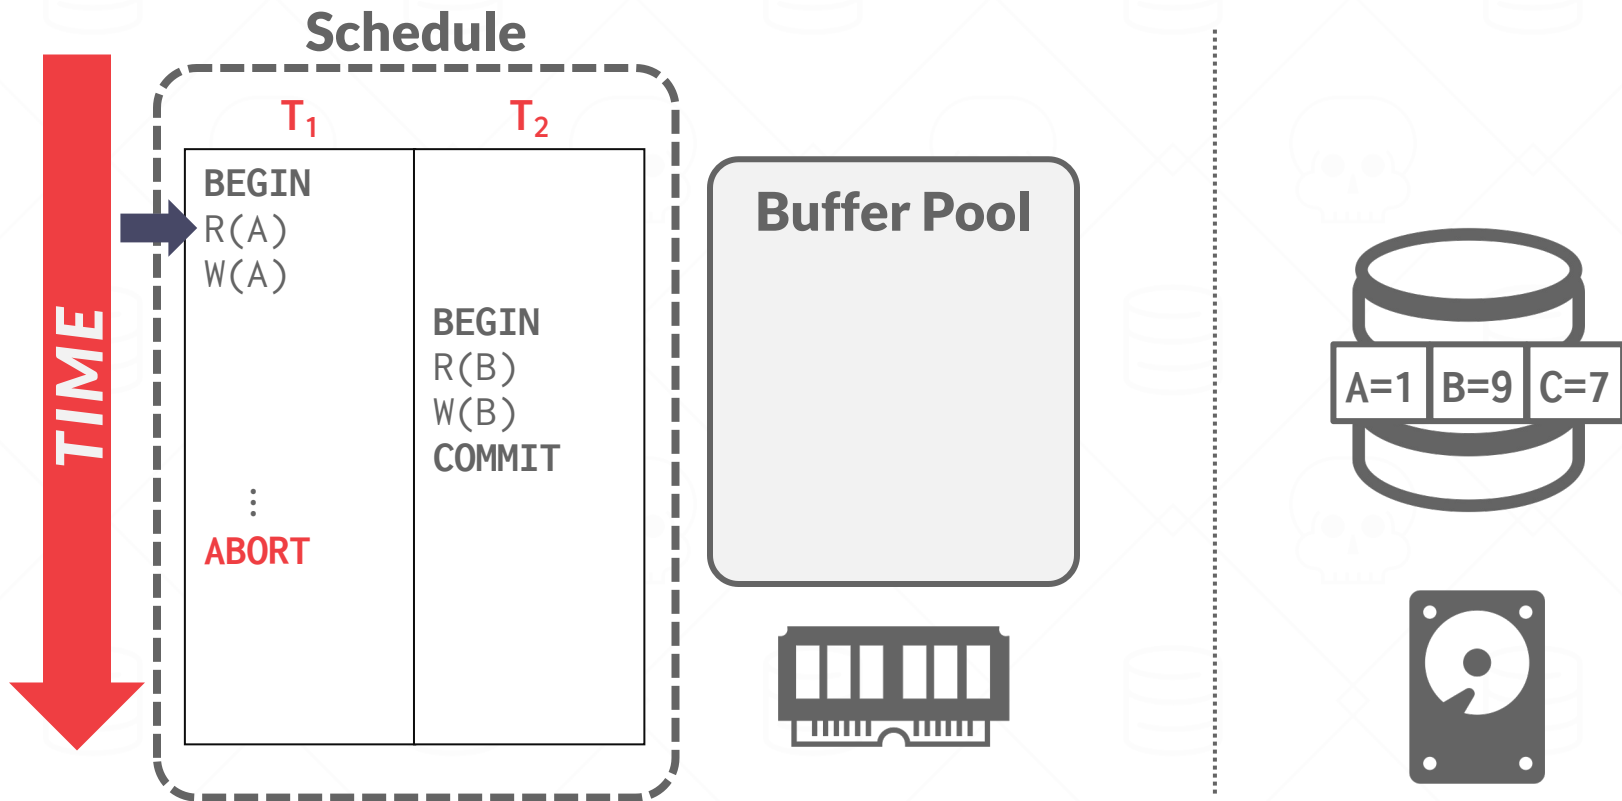 Schedule
TIME
T₁ T₂
BEGIN
R(A)
W(A)
BEGIN
R(B)
W(B)
COMMIT
⋮
ABORT
Buffer Pool
A=1 B=9 C=7